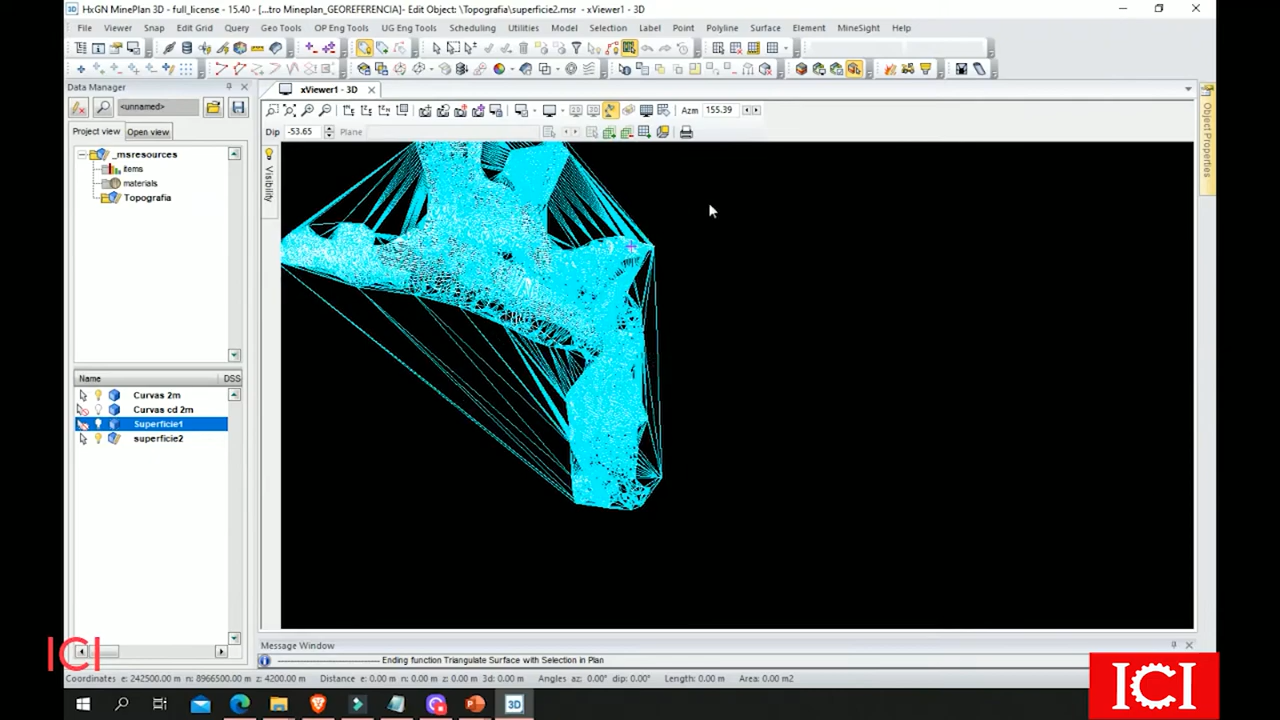 HxGN MinePlan 3D - full_license - 15.40 - [...tro Mineplan_GEOREFERENCIA]- Edit Object: \Topografia\superficie2.msr - xViewer1 - 3D
File Viewer Snap Edit Grid Query Geo Tools OP Eng Tools UG Eng Tools Scheduling Utilities Model Selection Label Point Polyline Surface Element MineSight Help
Data Manager
xViewer1 - 3D
<unnamed>
Azm 155.39
Project view Open view
Dip -53.65 Plane
_msresources
items
materials
Topografia
Visibility
Object Properties
Name DSS
Curvas 2m
Curvas cd 2m
Superficie1
superficie2
Message Window
Ending function Triangulate Surface with Selection in Plan
Coordinates e: 242500.00 m n: 8966500.00 m z: 4200.00 m Distance e: 0.00 m n: 0.00 m z: 0.00 m 3d: 0.00 m Angles az: 0.00° dip: 0.00° Length: 0.00 m Area: 0.00 m2
ICI
ICI
3D